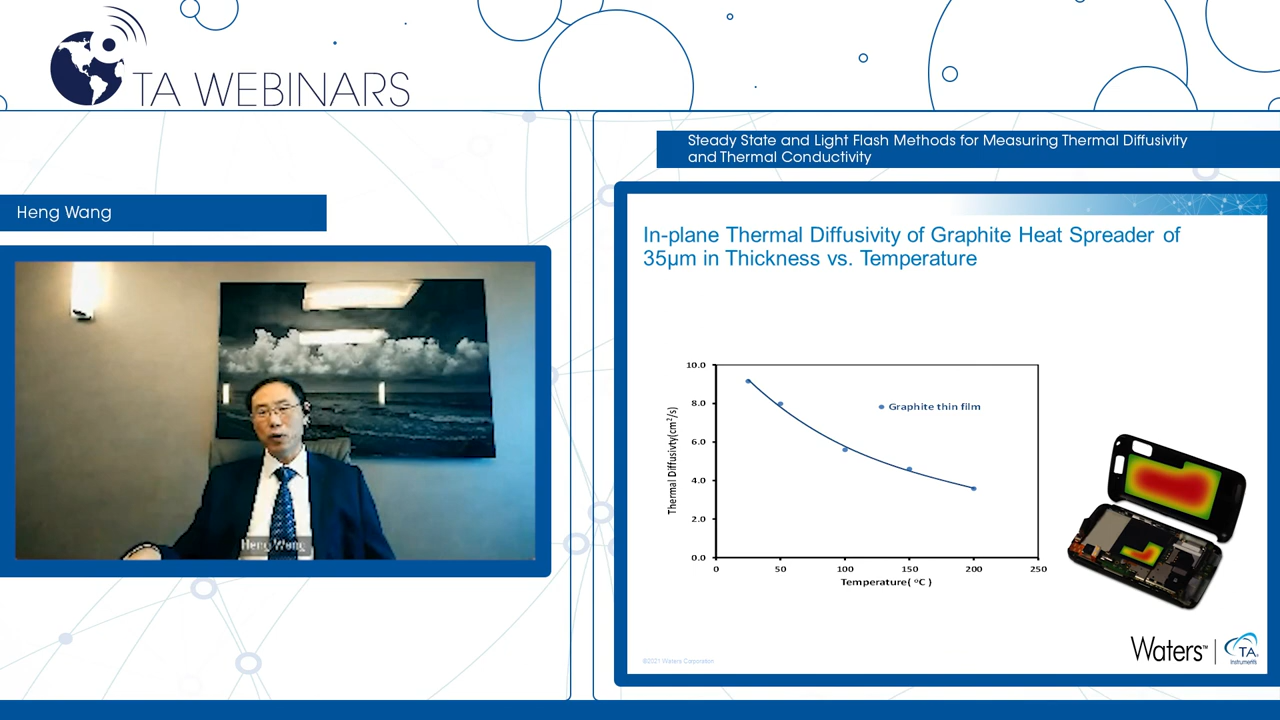 TA WEBINARS
Steady State and Light Flash Methods for Measuring Thermal Diffusivity
and Thermal Conductivity
Heng Wang
Heng Wang
In-plane Thermal Diffusivity of Graphite Heat Spreader of
35µm in Thickness vs. Temperature
10.0
8.0
6.0
4.0
2.0
0.0
Thermal Diffusivty(cm²/s)
Graphite thin film
0 50 100 150 200 250
Temperature( °C )
©2021 Waters Corporation
Waters™
TA
Instruments